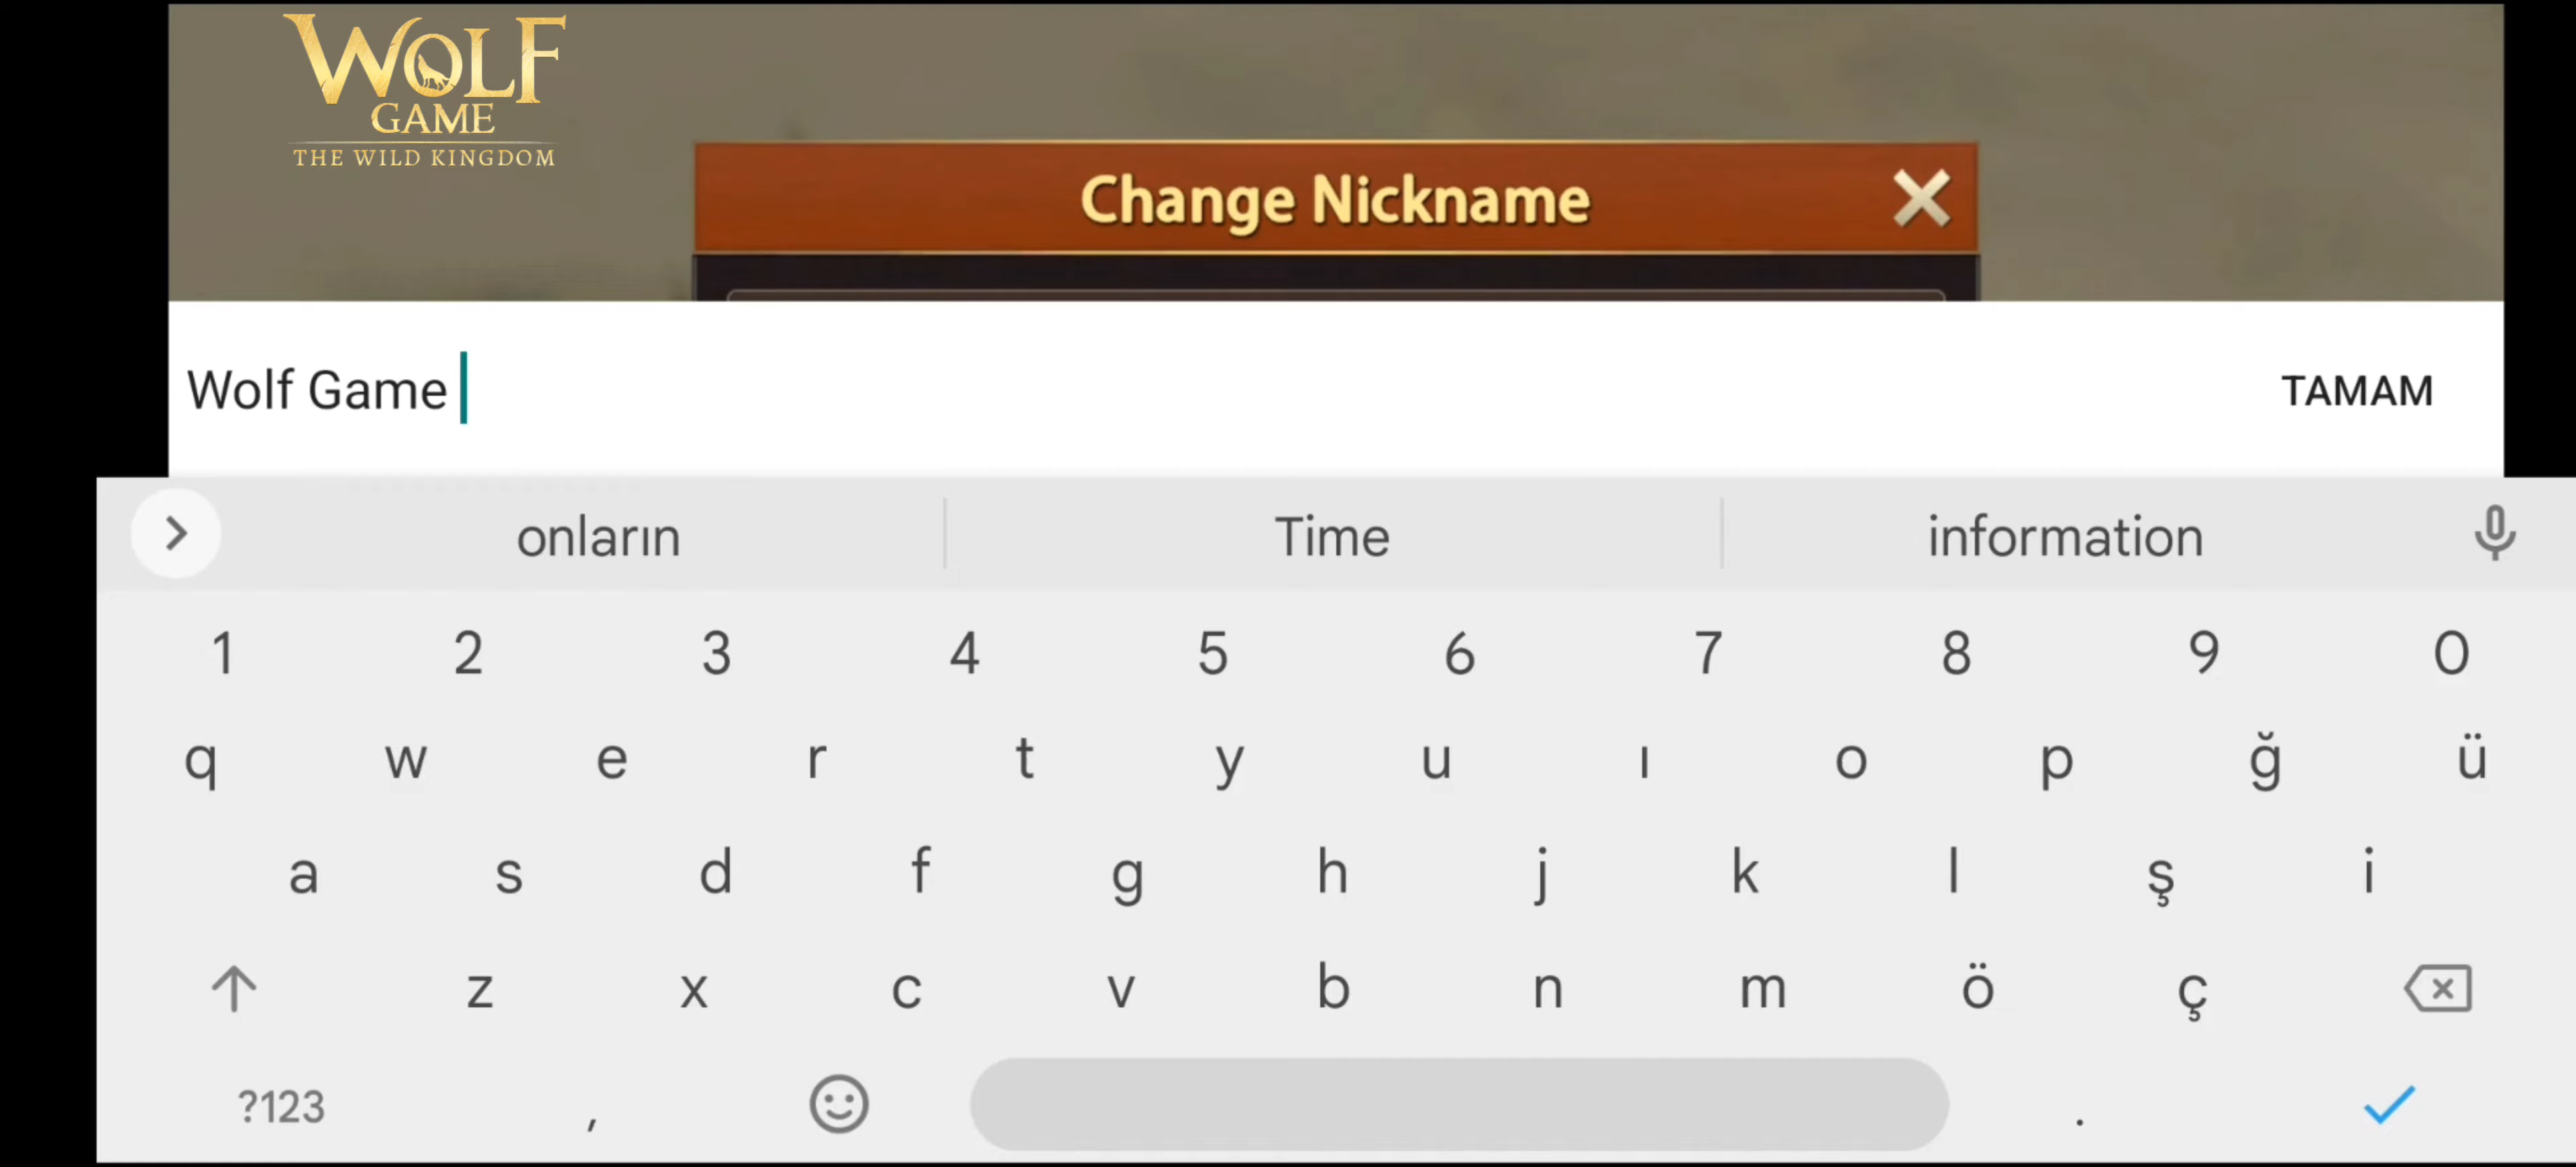 WOLF
GAME
THE WILD KINGDOM
Change Nickname
Wolf Game
TAMAM
onların Time information
1 2 3 4 5 6 7 8 9 0
q w e r t y u ı o p ğ ü
a s d f g h j k l ş i
z x c v b n m ö ç
?123 , .